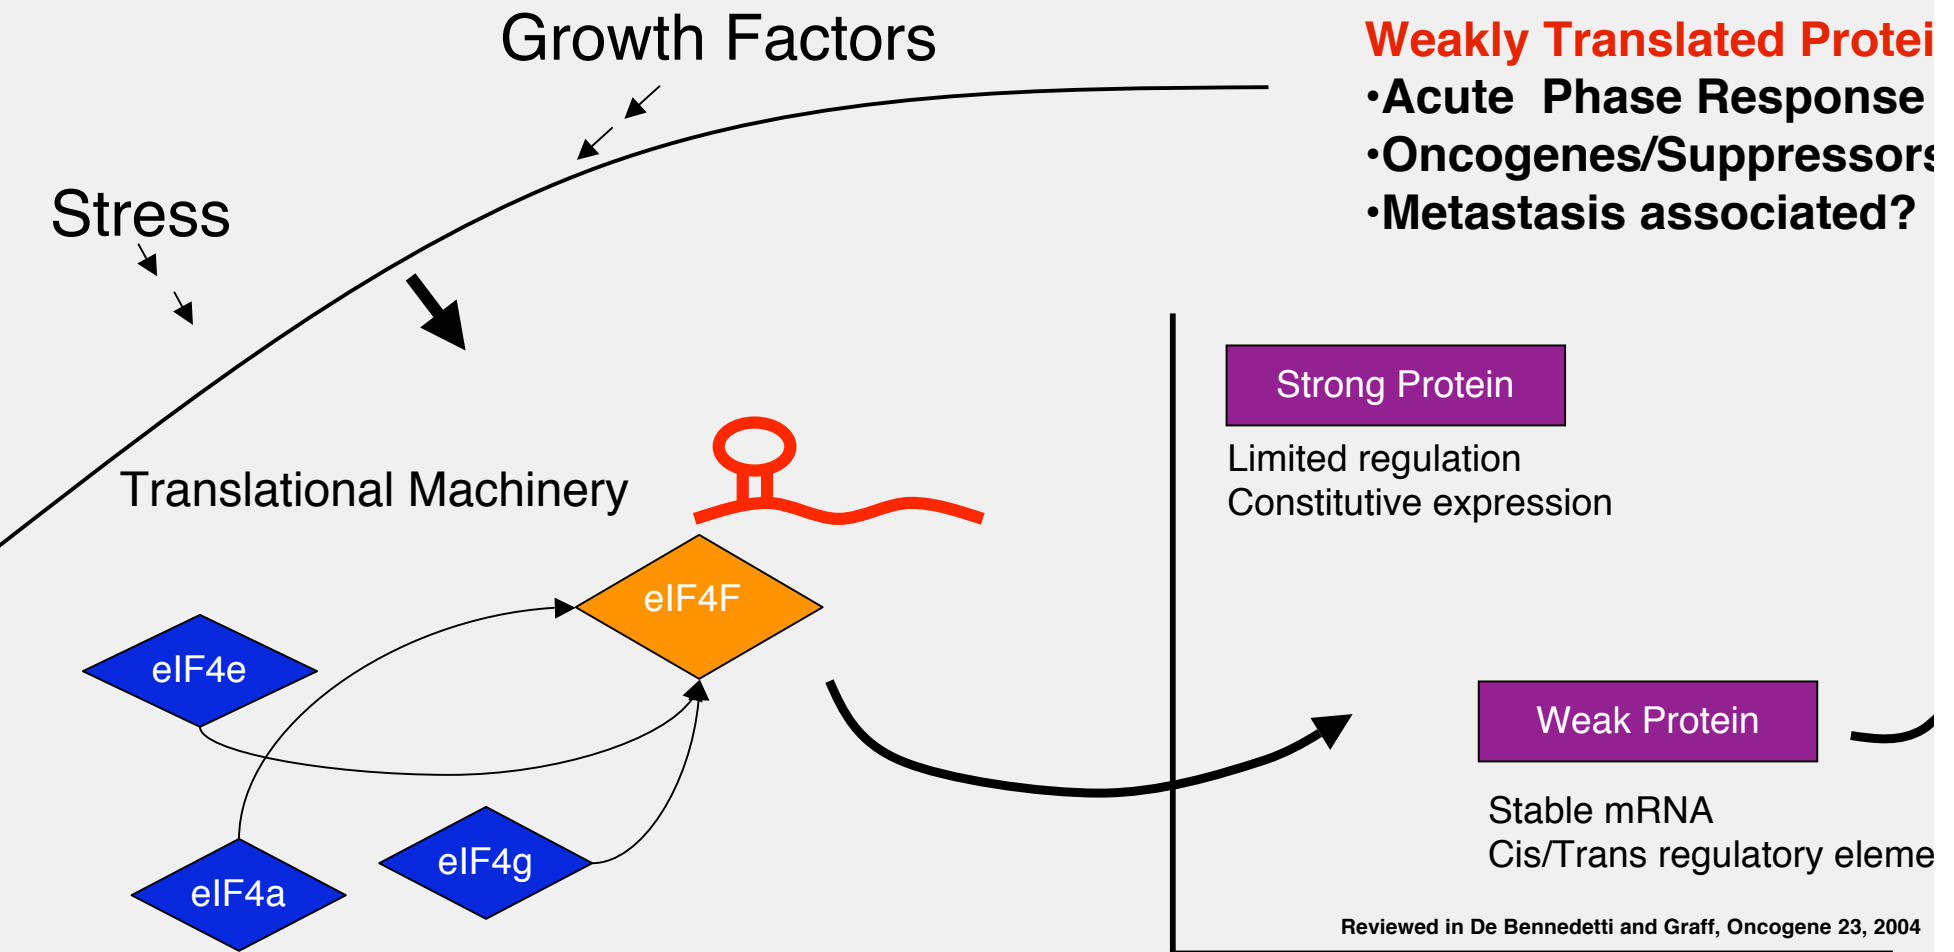 Growth Factors
Weakly Translated Protei
•Acute Phase Response
•Oncogenes/Suppressors
•Metastasis associated?
Stress
Strong Protein
Limited regulation
Constitutive expression
Translational Machinery
eIF4F
eIF4e
eIF4g
eIF4a
Weak Protein
Stable mRNA
Cis/Trans regulatory eleme
Reviewed in De Bennedetti and Graff, Oncogene 23, 2004